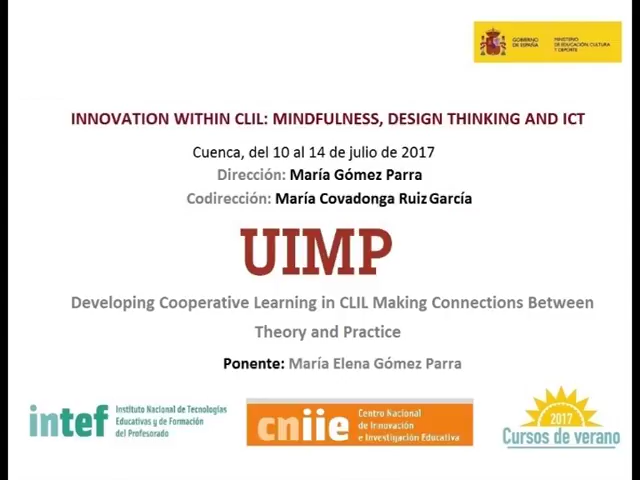 GOBIERNO
DE ESPAÑA
MINISTERIO
DE EDUCACIÓN, CULTURA
Y DEPORTE
INNOVATION WITHIN CLIL: MINDFULNESS, DESIGN THINKING AND ICT
Cuenca, del 10 al 14 de julio de 2017
Dirección: María Gómez Parra
Codirección: María Covadonga Ruiz García
UIMP
Developing Cooperative Learning in CLIL Making Connections Between
Theory and Practice
Ponente: María Elena Gómez Parra
intef
Instituto Nacional de Tecnologías
Educativas y de Formación
del Profesorado
cniie
Centro Nacional
de Innovación
e Investigación Educativa
2017
Cursos de verano